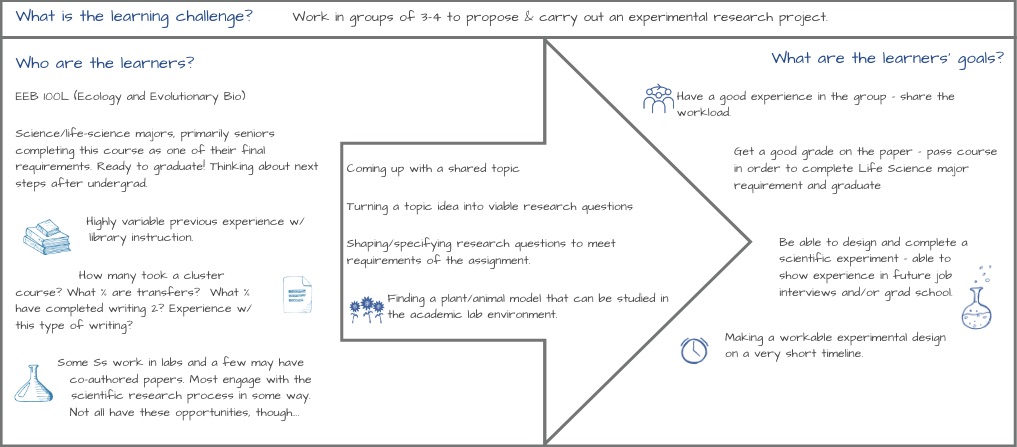 What is the learning challenge? Work in groups of 3-4 to propose & carry out an experimental research project.
Who are the learners?
EEB 100L (Ecology and Evolutionary Bio)
Science/life-science majors, primarily seniors
completing this course as one of their final
requirements. Ready to graduate! Thinking about next
steps after undergrad.
Highly variable previous experience w/
library instruction.
How many took a cluster
course? What % are transfers? What %
have completed writing 2? Experience w/
this type of writing?
Some Ss work in labs and a few may have
co-authored papers. Most engage with the
scientific research process in some way.
Not all have these opportunities, though...
Coming up with a shared topic
Turning a topic idea into viable research questions
Shaping/specifying research questions to meet
requirements of the assignment.
Finding a plant/animal model that can be studied in
the academic lab environment.
What are the learners' goals?
Have a good experience in the group - share the
workload.
Get a good grade on the paper - pass course
in order to complete Life Science major
requirement and graduate
Be able to design and complete a
scientific experiment - able to
show experience in future job
interviews and/or grad school.
Making a workable experimental design
on a very short timeline.